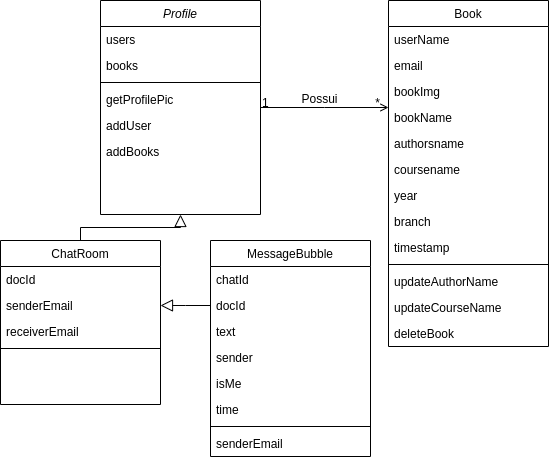 Profile
users
books
getProfilePic
addUser
addBooks
1
Possui
*
Book
userName
email
bookImg
bookName
authorsname
coursename
year
branch
timestamp
updateAuthorName
updateCourseName
deleteBook
ChatRoom
docId
senderEmail
receiverEmail
MessageBubble
chatId
docId
text
sender
isMe
time
senderEmail